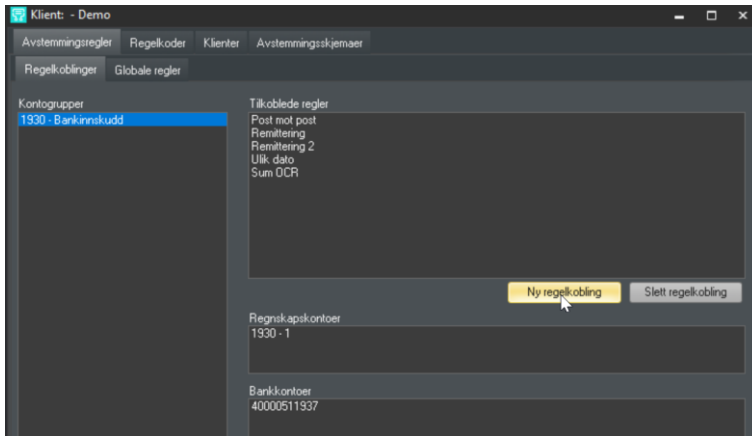 Klient: - Demo
Avstemmingsregler Regelkoder Klienter Avstemmingsskjemaer
Regelkoblinger Globale regler
Kontogrupper
1930 - Bankinnskudd
Tilkoblede regler
Post mot post
Remittering
Remittering 2
Ulik dato
Sum OCR
Ny regelkobling Slett regelkobling
Regnskapskontoer
1930 - 1
Bankkontoer
40000511937